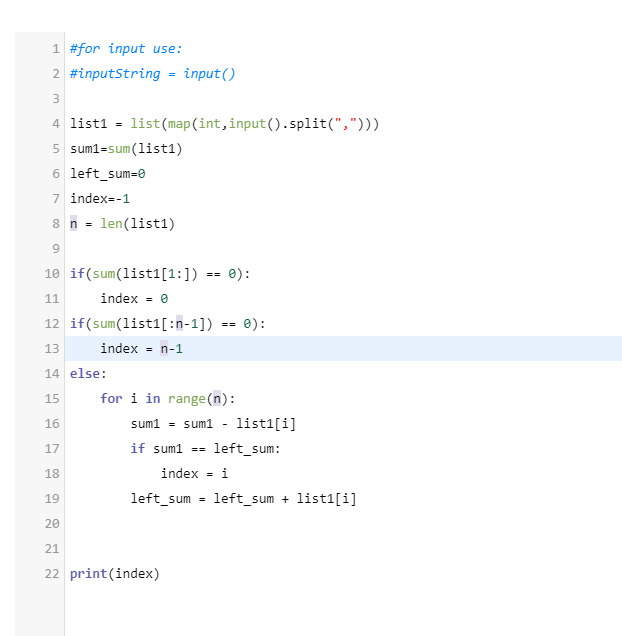 1 #for input use:
2 #inputString = input()
3
4 list1 = list(map(int,input().split(",")))
5 sum1=sum(list1)
6 left_sum=0
7 index=-1
8 n = len(list1)
9
10 if(sum(list1[1:]) == 0):
11     index = 0
12 if(sum(list1[:n-1]) == 0):
13     index = n-1
14 else:
15     for i in range(n):
16         sum1 = sum1 - list1[i]
17         if sum1 == left_sum:
18             index = i
19         left_sum = left_sum + list1[i]
20
21
22 print(index)